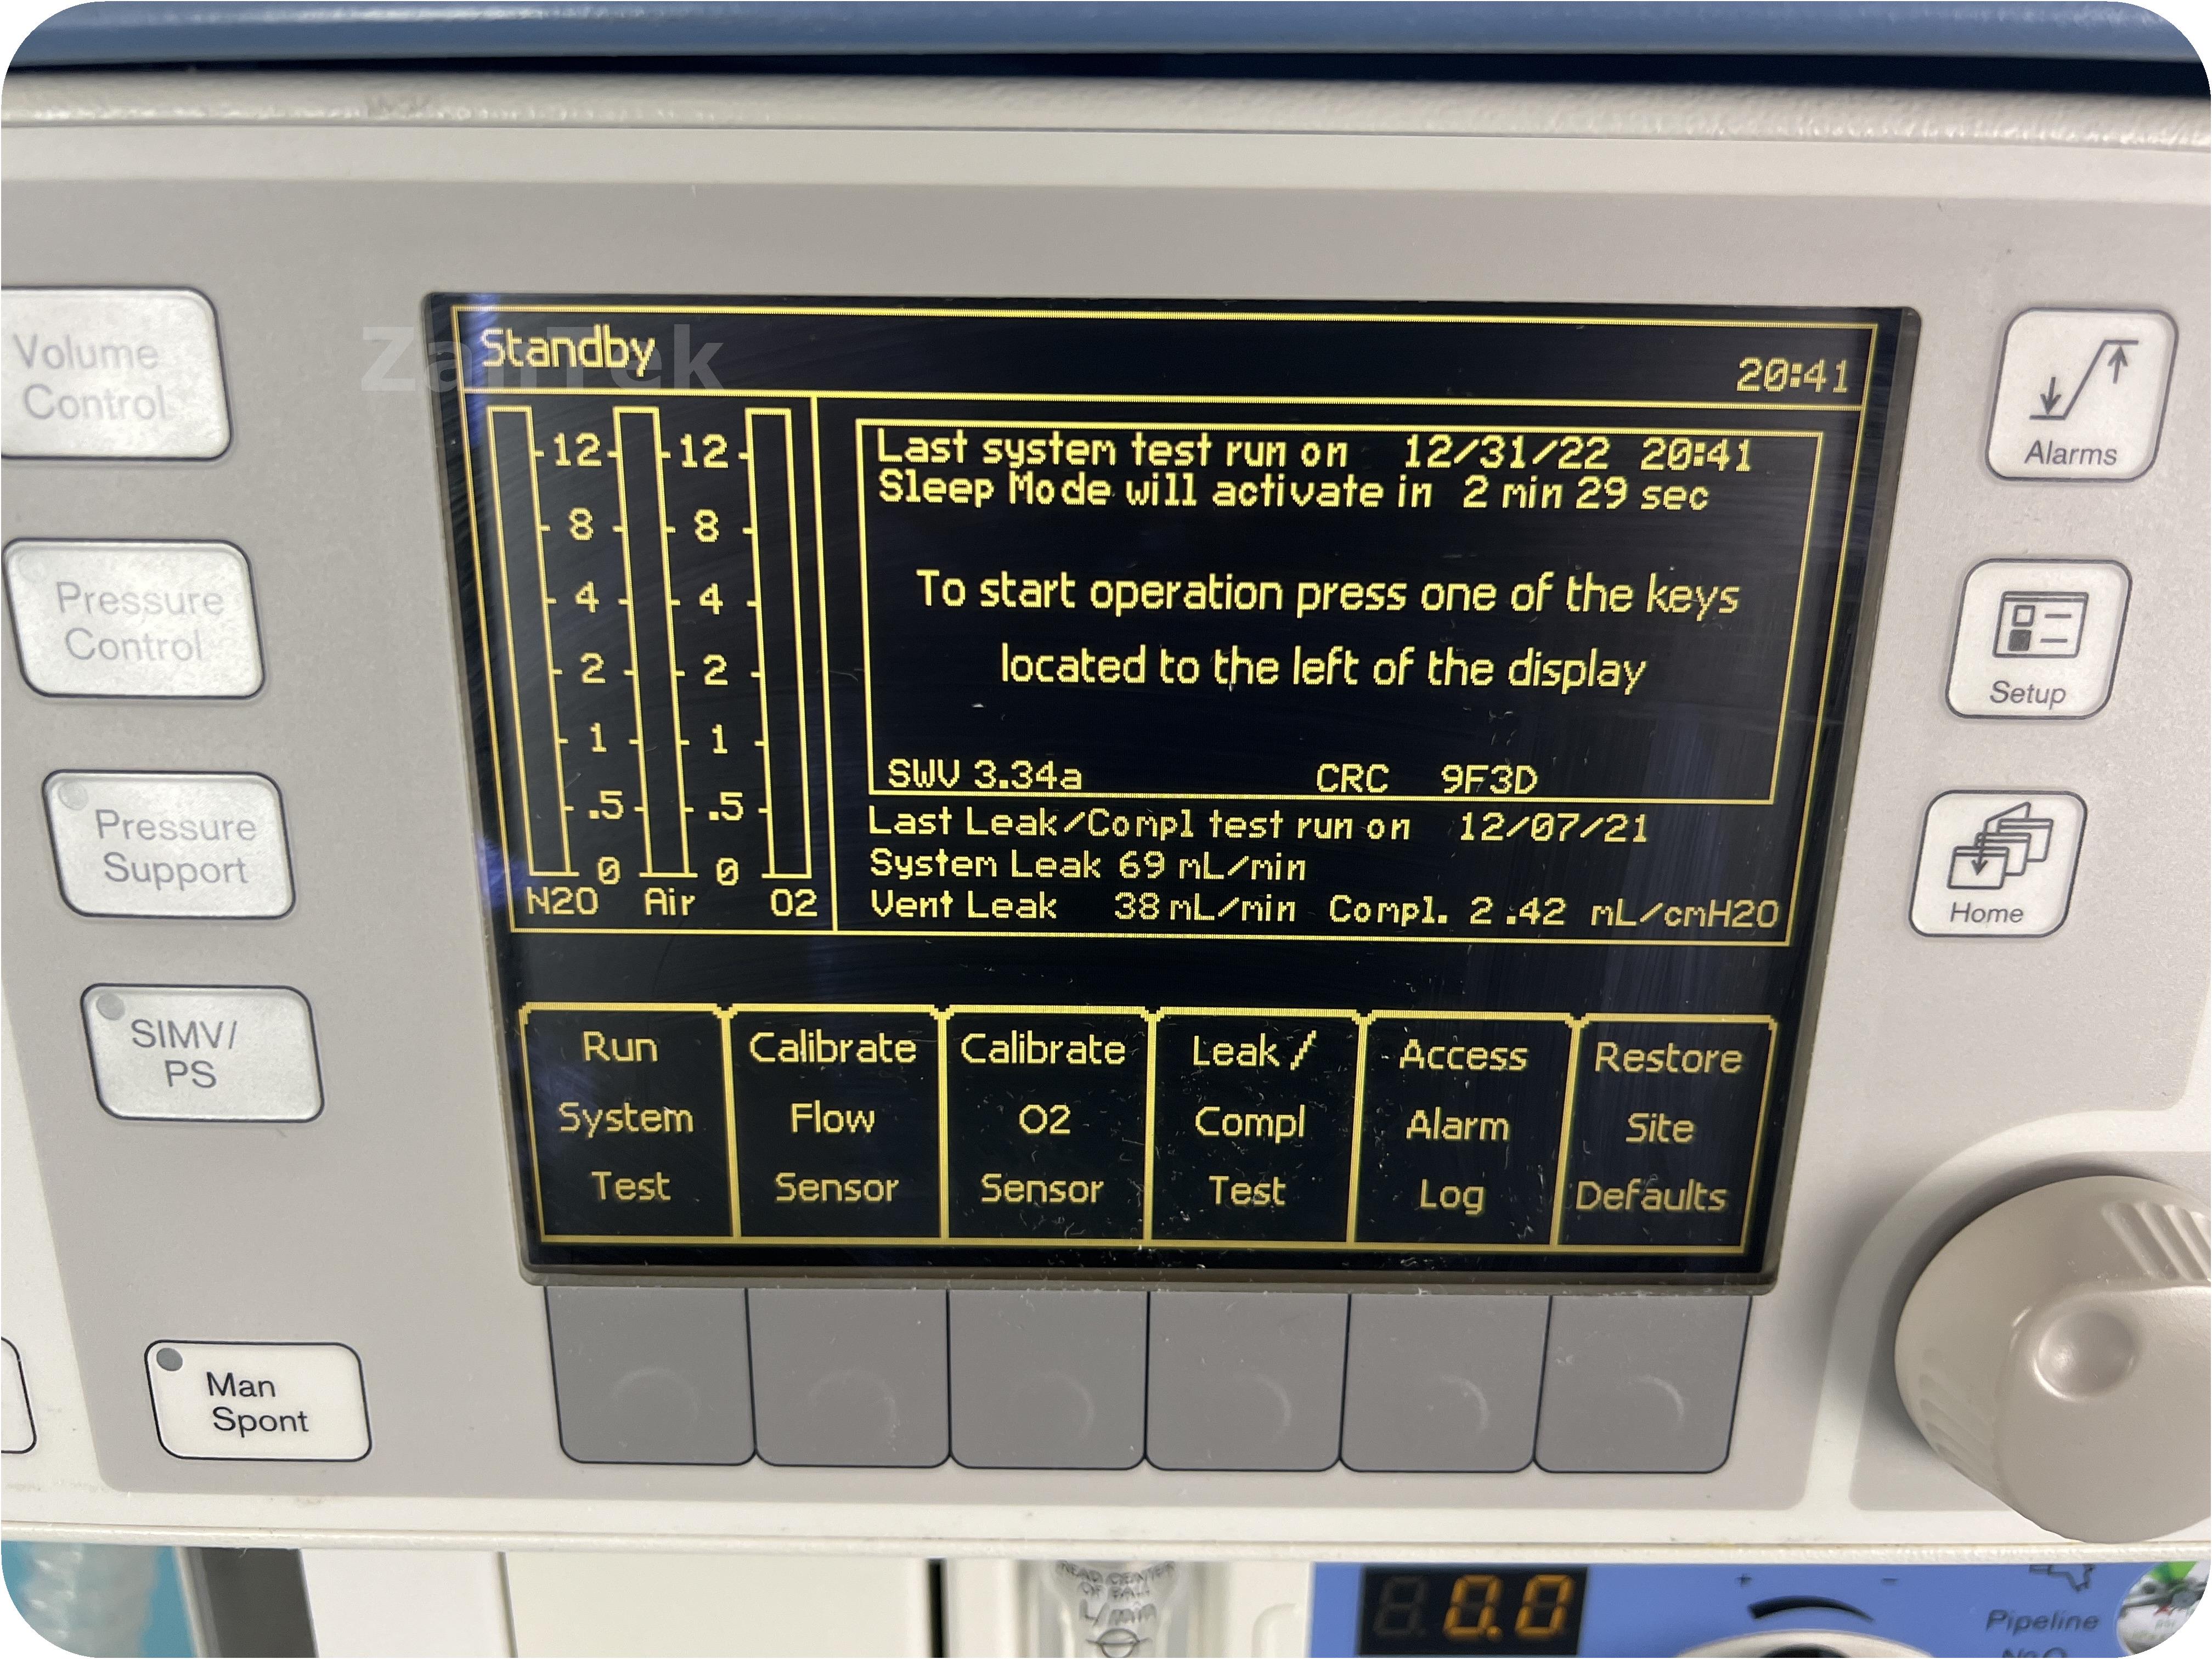 ZanTek
Standby
20:41
12 12
8 8
4 4
2 2
1 1
.5 .5
0 0
N2O Air O2
Last system test run on 12/31/22 20:41
Sleep Mode will activate in 2 min 29 sec
To start operation press one of the keys
located to the left of the display
SWV 3.34a CRC 9F3D
Last Leak/Compl test run on 12/07/21
System Leak 69 mL/min
Vent Leak 38 mL/min Compl. 2.42 mL/cmH2O
Run
System
Test
Calibrate
Flow
Sensor
Calibrate
O2
Sensor
Leak /
Compl
Test
Access
Alarm
Log
Restore
Site
Defaults
Volume
Control
Pressure
Control
Pressure
Support
SIMV/
PS
Man
Spont
Alarms
Setup
Home
READ CENTER
OF BALL
L/min
0.0
+ −
Pipeline